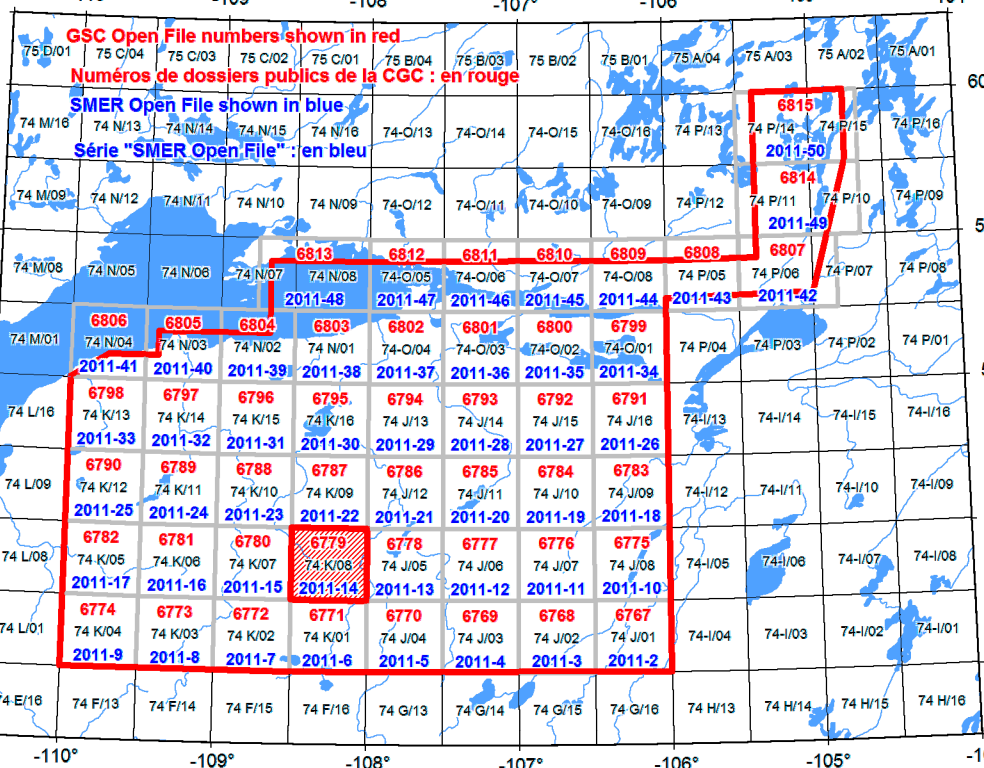 -109° -108° -107° -106°
75 D/01 75 C/04 75 C/03 75 C/02 75 C/01 75 B/04 75 B/03 75 B/02 75 B/01 75 A/04 75 A/03 75 A/02 75 A/01
GSC Open File numbers shown in red
Numéros de dossiers publics de la CGC : en rouge
SMER Open File shown in blue
Série "SMER Open File" : en bleu
74 M/16 74 N/13 74 N/14 74 N/15 74 N/16 74-O/13 74-O/14 74-O/15 74-O/16 74 P/13 74 P/14 74 P/15 74 P/16
6815
2011-50
74 M/09 74 N/12 74 N/11 74 N/10 74 N/09 74-O/12 74-O/11 74-O/10 74-O/09 74 P/12 74 P/11 74 P/10 74 P/09
6814
2011-49
6813 6812 6811 6810 6809 6808 6807
74 M/08 74 N/05 74 N/06 74 N/07 74 N/08 74-O/05 74-O/06 74-O/07 74-O/08 74 P/05 74 P/06 74 P/07 74 P/08
2011-48 2011-47 2011-46 2011-45 2011-44 2011-43 2011-42
6806 6805 6804 6803 6802 6801 6800 6799
74 M/01 74 N/04 74 N/03 74 N/02 74 N/01 74-O/04 74-O/03 74-O/02 74-O/01 74 P/04 74 P/03 74 P/02 74 P/01
2011-41 2011-40 2011-39 2011-38 2011-37 2011-36 2011-35 2011-34
6798 6797 6796 6795 6794 6793 6792 6791
74 L/16 74 K/13 74 K/14 74 K/15 74 K/16 74 J/13 74 J/14 74 J/15 74 J/16 74-I/13 74-I/14 74-I/15 74-I/16
2011-33 2011-32 2011-31 2011-30 2011-29 2011-28 2011-27 2011-26
6790 6789 6788 6787 6786 6785 6784 6783
74 L/09 74 K/12 74 K/11 74 K/10 74 K/09 74 J/12 74 J/11 74 J/10 74 J/09 74-I/12 74-I/11 74-I/10 74-I/09
2011-25 2011-24 2011-23 2011-22 2011-21 2011-20 2011-19 2011-18
6782 6781 6780 6779 6778 6777 6776 6775
74 L/08 74 K/05 74 K/06 74 K/07 74 K/08 74 J/05 74 J/06 74 J/07 74 J/08 74-I/05 74-I/06 74-I/07 74-I/08
2011-17 2011-16 2011-15 2011-14 2011-13 2011-12 2011-11 2011-10
6774 6773 6772 6771 6770 6769 6768 6767
74 L/01 74 K/04 74 K/03 74 K/02 74 K/01 74 J/04 74 J/03 74 J/02 74 J/01 74-I/04 74-I/03 74-I/02 74-I/01
2011-9 2011-8 2011-7 2011-6 2011-5 2011-4 2011-3 2011-2
74-E/16 74 F/13 74 F/14 74 F/15 74 F/16 74 G/13 74 G/14 74 G/15 74 G/16 74 H/13 74 H/14 74 H/15 74 H/16
-110° -109° -108° -107° -106° -105°